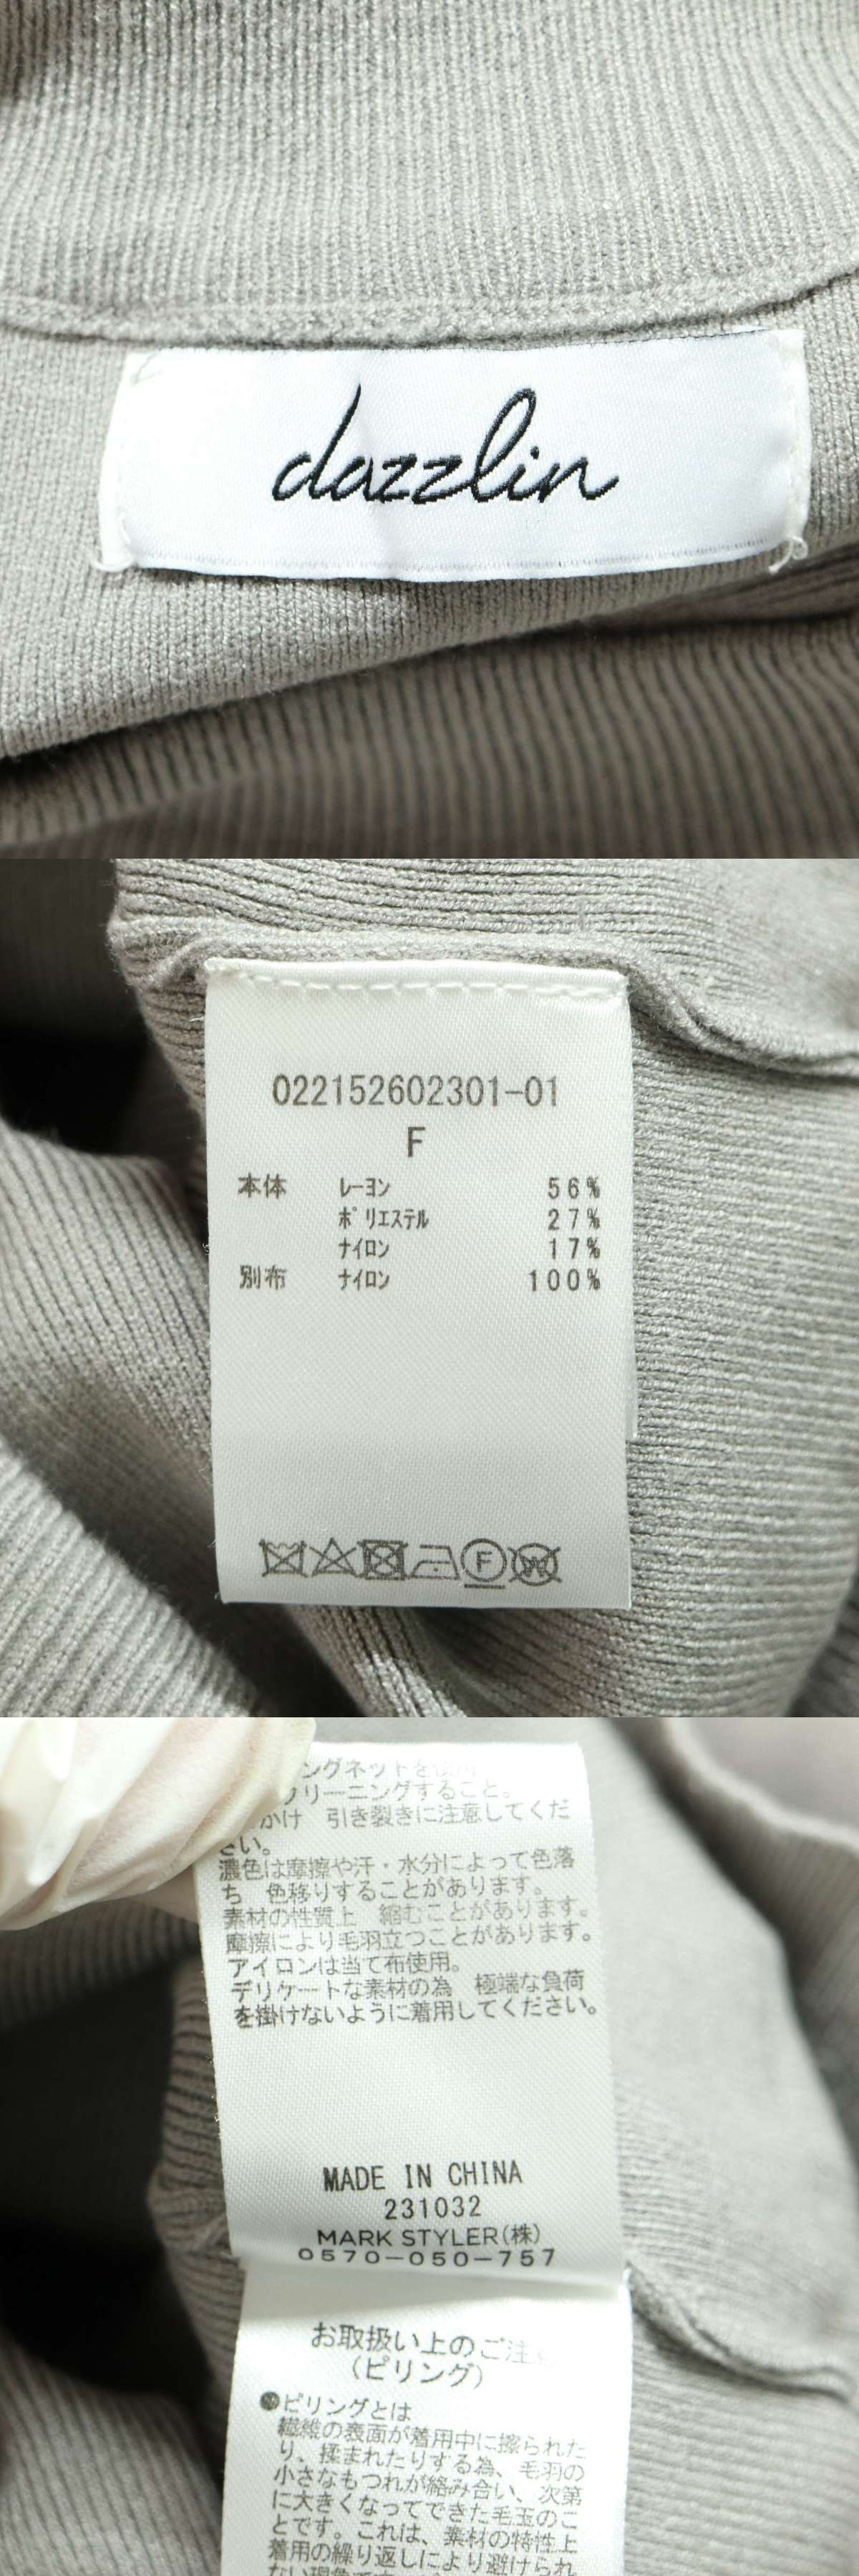 dazzlin
022152602301-01
F
本体 レーヨン 56%
ポリエステル 27%
ナイロン 17%
別布 ナイロン 100%
F
W
ングネットを使用
クリーニングすること。
かけ 引き裂きに注意してくだ
さい。
濃色は摩擦や汗・水分によって色落
ち 色移りすることがあります。
素材の性質上 縮むことがあります。
摩擦により毛羽立つことがあります。
アイロンは当て布使用。
デリケートな素材の為 極端な負荷
を掛けないように着用してください。
MADE IN CHINA
231032
MARK STYLER(株)
0570-050-757
お取扱い上のご注
(ピリング)
●ピリングとは
繊維の表面が着用中に擦られた
り、揉まれたりする為、毛羽の
小さなもつれが絡み合い、次第
に大きくなってできた毛玉のこ
とです。これは、素材の特性上
着用の繰り返しにより避けられ
ない現象です